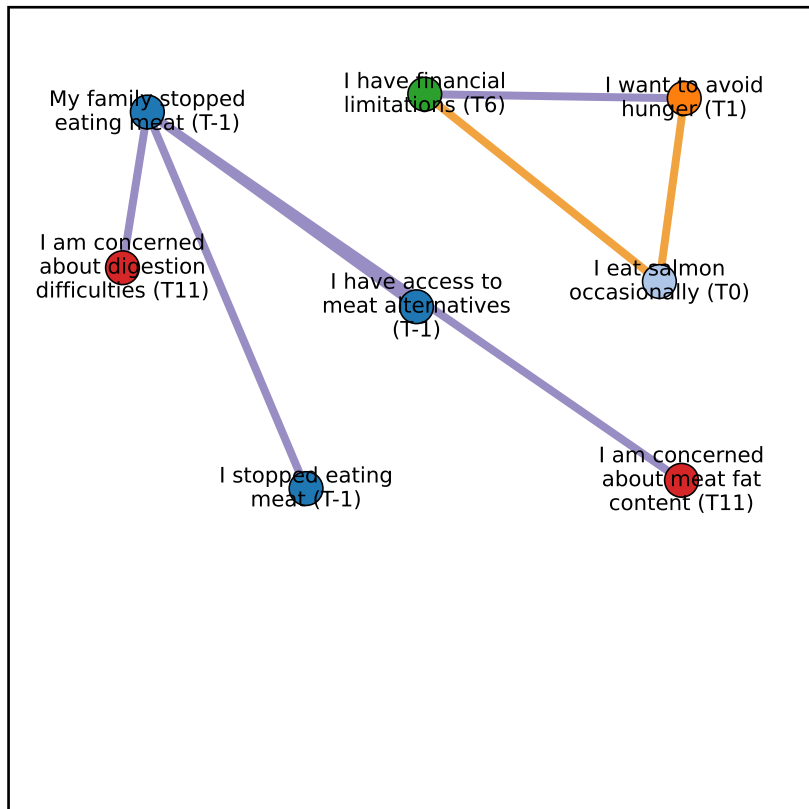 My family stopped
eating meat (T-1)
I have financial
limitations (T6)
I want to avoid
hunger (T1)
I am concerned
about digestion
difficulties (T11)
I have access to
meat alternatives
(T-1)
I eat salmon
occasionally (T0)
I stopped eating
meat (T-1)
I am concerned
about meat fat
content (T11)